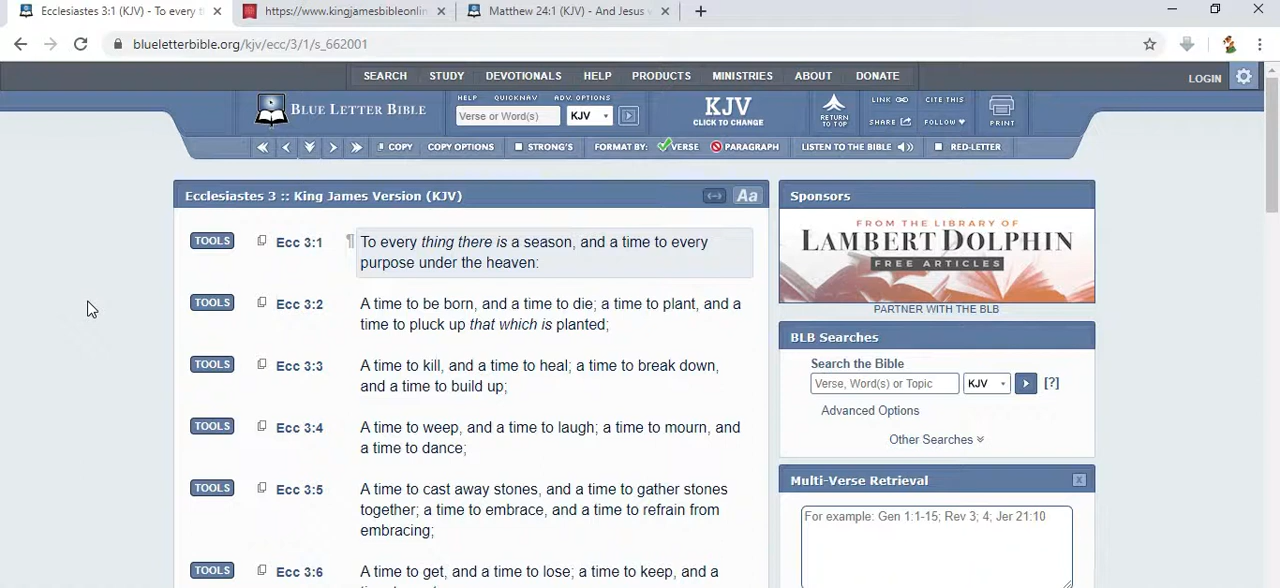 Ecclesiastes 3:1 (KJV) - To every t
https://www.kingjamesbibleonlin
Matthew 24:1 (KJV) - And Jesus v
blueletterbible.org/kjv/ecc/3/1/s_662001
SEARCH STUDY DEVOTIONALS HELP PRODUCTS MINISTRIES ABOUT DONATE LOGIN
BLUE LETTER BIBLE
HELP QUICKNAV ADV. OPTIONS
Verse or Word(s) KJV
KJV
CLICK TO CHANGE
RETURN
TO TOP
LINK CITE THIS
SHARE FOLLOW
PRINT
COPY COPY OPTIONS STRONG'S FORMAT BY: VERSE PARAGRAPH LISTEN TO THE BIBLE RED-LETTER
Ecclesiastes 3 :: King James Version (KJV) Aa
TOOLS Ecc 3:1 ¶ To every thing there is a season, and a time to every
purpose under the heaven:
TOOLS Ecc 3:2 A time to be born, and a time to die; a time to plant, and a
time to pluck up that which is planted;
TOOLS Ecc 3:3 A time to kill, and a time to heal; a time to break down,
and a time to build up;
TOOLS Ecc 3:4 A time to weep, and a time to laugh; a time to mourn, and
a time to dance;
TOOLS Ecc 3:5 A time to cast away stones, and a time to gather stones
together; a time to embrace, and a time to refrain from
embracing;
TOOLS Ecc 3:6 A time to get, and a time to lose; a time to keep, and a
Sponsors
FROM THE LIBRARY OF
LAMBERT DOLPHIN
FREE ARTICLES
PARTNER WITH THE BLB
BLB Searches
Search the Bible
Verse, Word(s) or Topic KJV [?]
Advanced Options
Other Searches
Multi-Verse Retrieval x
For example: Gen 1:1-15; Rev 3; 4; Jer 21:10